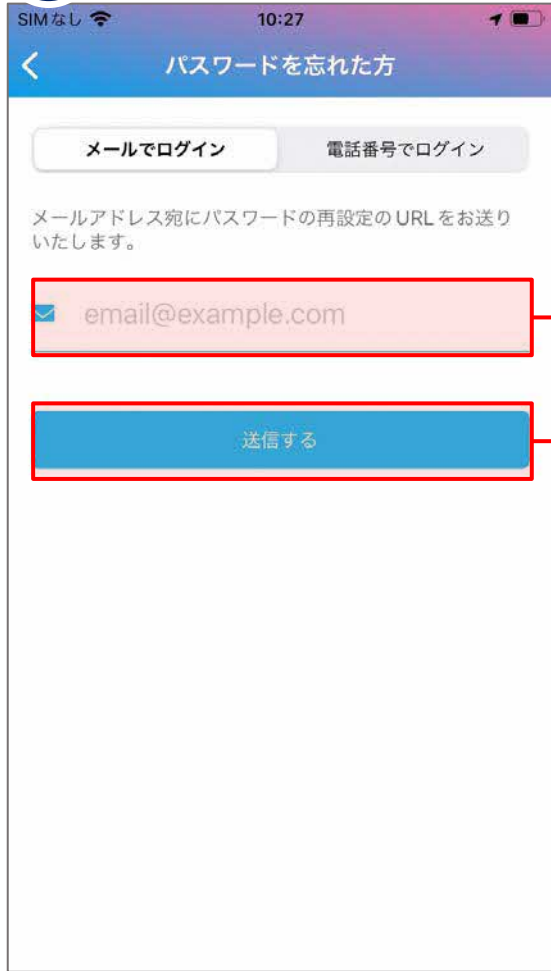 SIMなし 10:27
パスワードを忘れた方
メールでログイン 電話番号でログイン
メールアドレス宛にパスワードの再設定のURLをお送り
いたします。
email@example.com
送信する